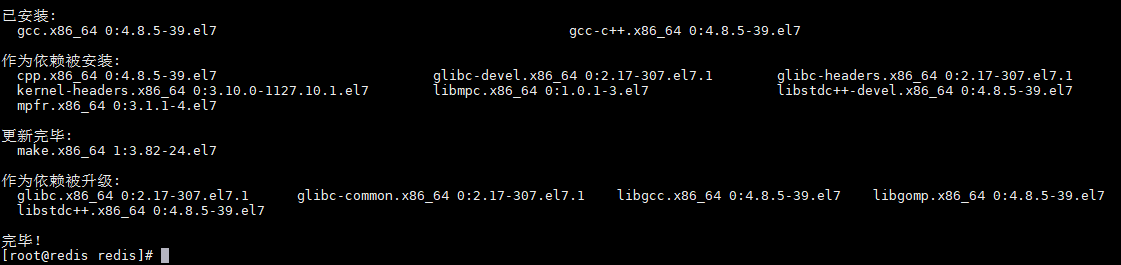 已安装:
gcc.x86_64 0:4.8.5-39.el7 gcc-c++.x86_64 0:4.8.5-39.el7
作为依赖被安装:
cpp.x86_64 0:4.8.5-39.el7 glibc-devel.x86_64 0:2.17-307.el7.1 glibc-headers.x86_64 0:2.17-307.el7.1
kernel-headers.x86_64 0:3.10.0-1127.10.1.el7 libmpc.x86_64 0:1.0.1-3.el7 libstdc++-devel.x86_64 0:4.8.5-39.el7
mpfr.x86_64 0:3.1.1-4.el7
更新完毕:
make.x86_64 1:3.82-24.el7
作为依赖被升级:
glibc.x86_64 0:2.17-307.el7.1 glibc-common.x86_64 0:2.17-307.el7.1 libgcc.x86_64 0:4.8.5-39.el7 libgomp.x86_64 0:4.8.5-39.el7
libstdc++.x86_64 0:4.8.5-39.el7
完毕!
[root@redis redis]#